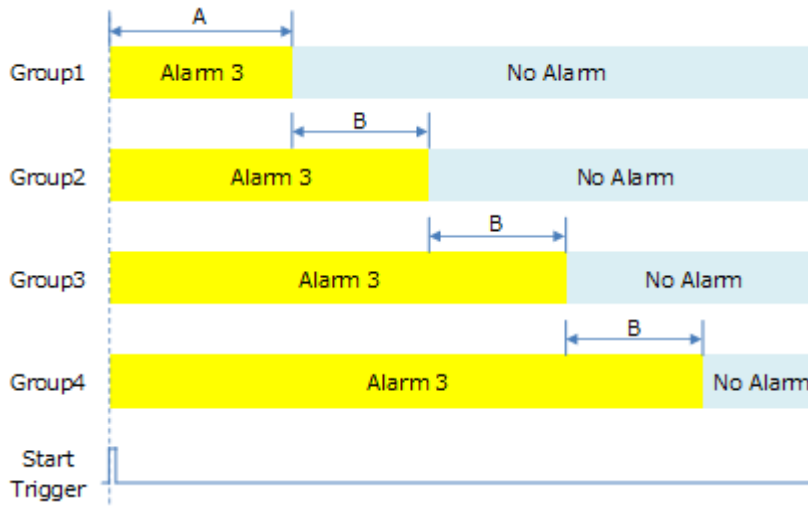 A
Group1 Alarm 3 No Alarm
B
Group2 Alarm 3 No Alarm
B
Group3 Alarm 3 No Alarm
B
Group4 Alarm 3 No Alarm
Start
Trigger